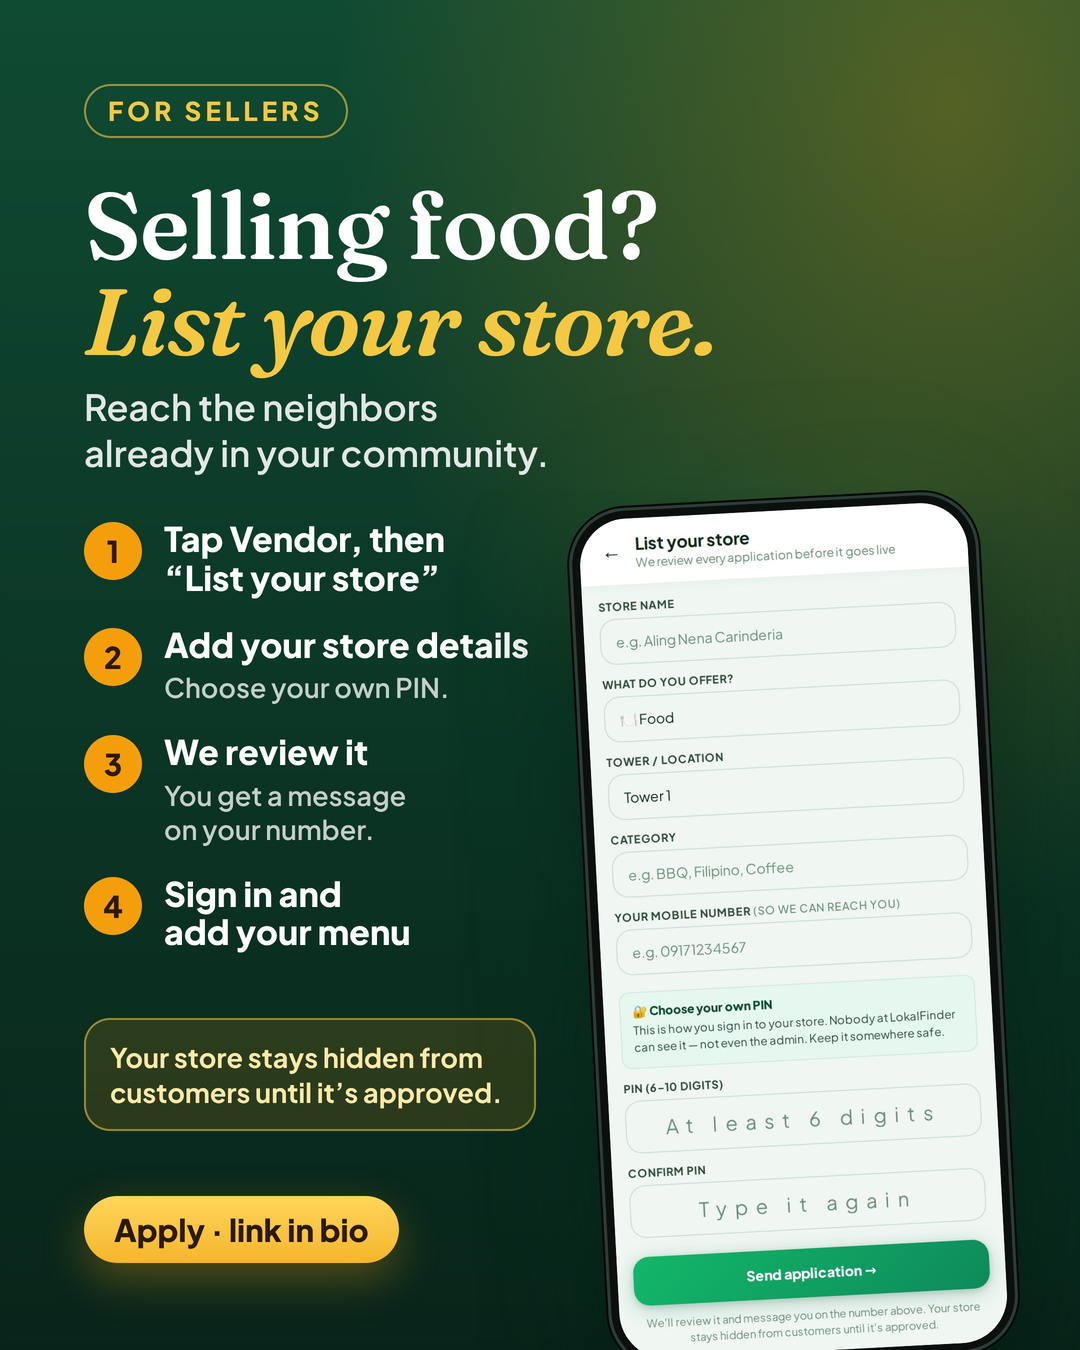 FOR SELLERS
Selling food?
List your store.
Reach the neighbors
already in your community.
1
Tap Vendor, then
“List your store”
2
Add your store details
Choose your own PIN.
3
We review it
You get a message
on your number.
4
Sign in and
add your menu
Your store stays hidden from
customers until it’s approved.
Apply · link in bio
← List your store
We review every application before it goes live
STORE NAME
e.g. Aling Nena Carinderia
WHAT DO YOU OFFER?
🍽️ Food
TOWER / LOCATION
Tower 1
CATEGORY
e.g. BBQ, Filipino, Coffee
YOUR MOBILE NUMBER (SO WE CAN REACH YOU)
e.g. 09171234567
🔐 Choose your own PIN
This is how you sign in to your store. Nobody at LokalFinder
can see it — not even the admin. Keep it somewhere safe.
PIN (6–10 DIGITS)
At least 6 digits
CONFIRM PIN
Type it again
Send application →
We'll review it and message you on the number above. Your store
stays hidden from customers until it's approved.